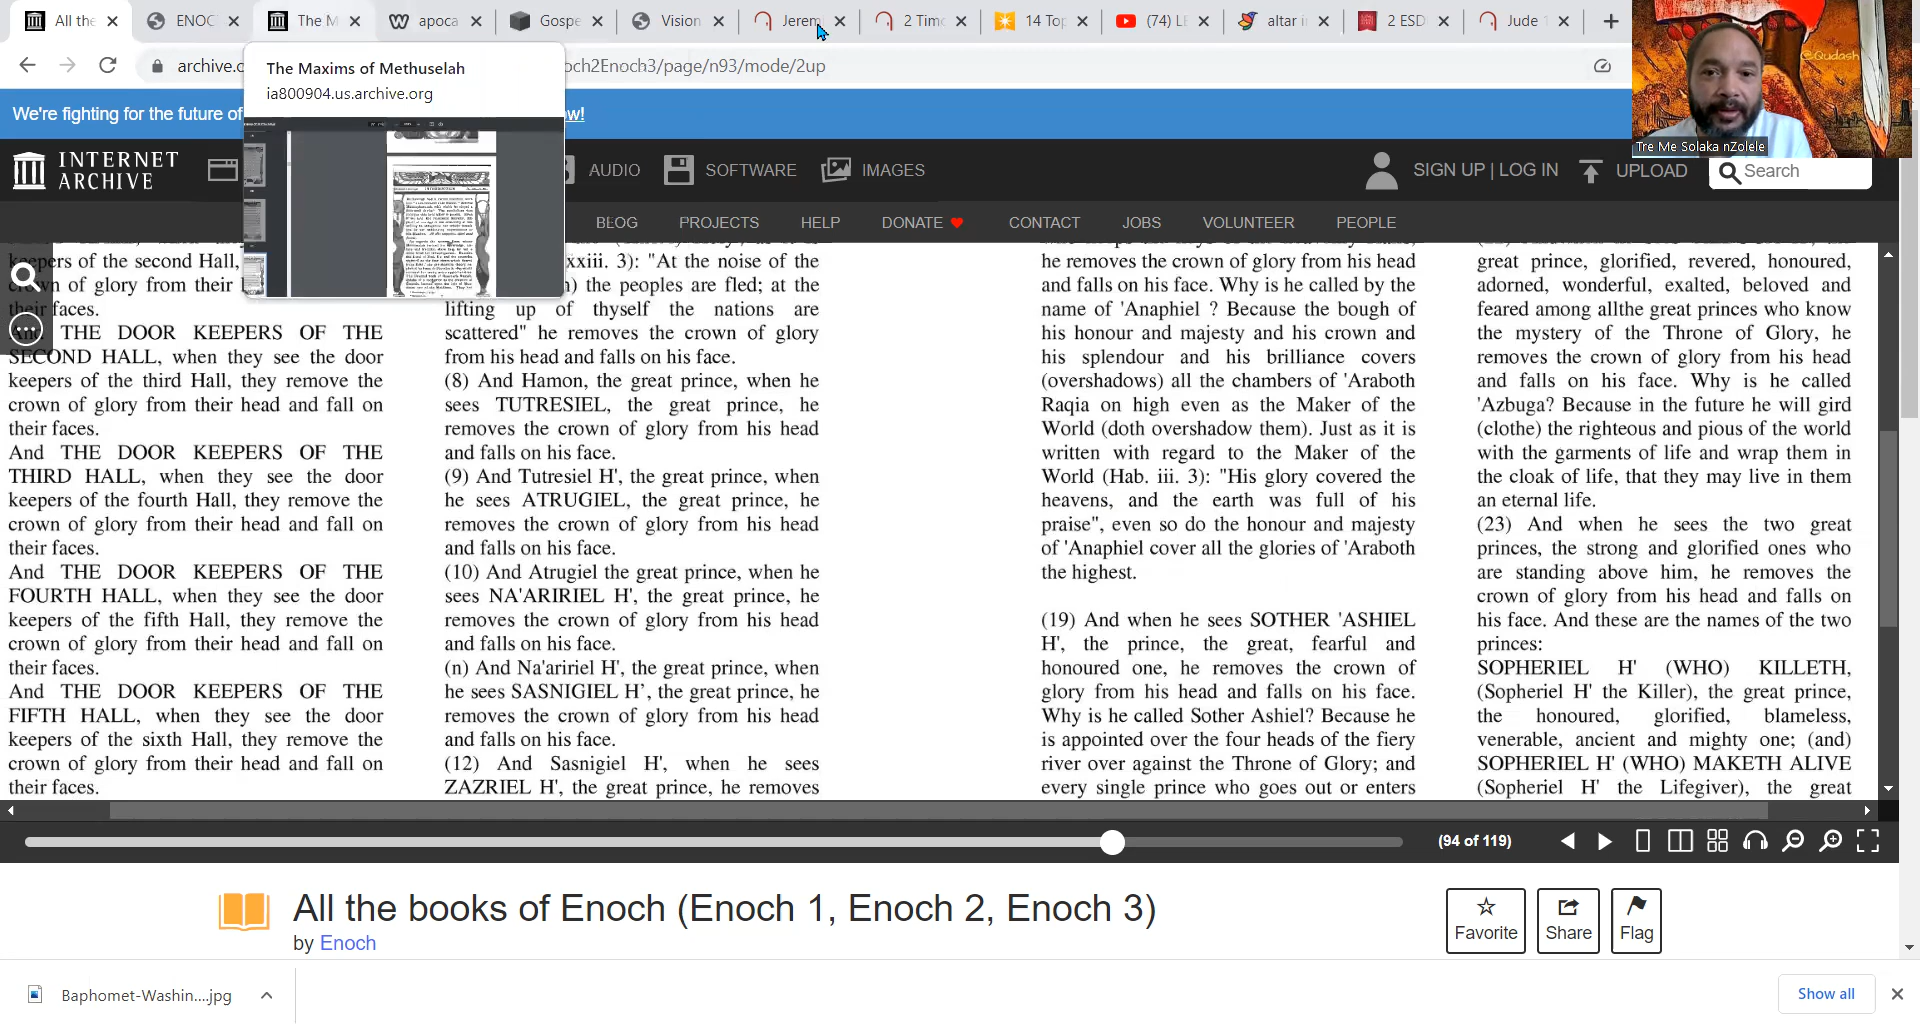 All the
ENOC
The M
apoca
Gospe
Vision
Jerem
2 Timo
14 Top
(74) LE
altar i
2 ESD
Jude
archive.o
och2Enoch3/page/n93/mode/2up
The Maxims of Methuselah
ia800904.us.archive.org
We're fighting for the future of
w!
@Qudash
Tre Me Solaka nZolele
INTERNET
ARCHIVE
AUDIO
SOFTWARE
IMAGES
SIGN UP | LOG IN
UPLOAD
Search
BLOG
PROJECTS
HELP
DONATE
CONTACT
JOBS
VOLUNTEER
PEOPLE
keepers of the second Hall,
crown of glory from their
their faces.
And THE DOOR KEEPERS OF THE
SECOND HALL, when they see the door
keepers of the third Hall, they remove the
crown of glory from their head and fall on
their faces.
And THE DOOR KEEPERS OF THE
THIRD HALL, when they see the door
keepers of the fourth Hall, they remove the
crown of glory from their head and fall on
their faces.
And THE DOOR KEEPERS OF THE
FOURTH HALL, when they see the door
keepers of the fifth Hall, they remove the
crown of glory from their head and fall on
their faces.
And THE DOOR KEEPERS OF THE
FIFTH HALL, when they see the door
keepers of the sixth Hall, they remove the
crown of glory from their head and fall on
their faces.
xxiii. 3): "At the noise of the
) the peoples are fled; at the
lifting up of thyself the nations are
scattered" he removes the crown of glory
from his head and falls on his face.
(8) And Hamon, the great prince, when he
sees TUTRESIEL, the great prince, he
removes the crown of glory from his head
and falls on his face.
(9) And Tutresiel H', the great prince, when
he sees ATRUGIEL, the great prince, he
removes the crown of glory from his head
and falls on his face.
(10) And Atrugiel the great prince, when he
sees NA'ARIRIEL H', the great prince, he
removes the crown of glory from his head
and falls on his face.
(n) And Na'aririel H', the great prince, when
he sees SASNIGIEL H', the great prince, he
removes the crown of glory from his head
and falls on his face.
(12) And Sasnigiel H', when he sees
ZAZRIEL H', the great prince, he removes
he removes the crown of glory from his head
and falls on his face. Why is he called by the
name of 'Anaphiel ? Because the bough of
his honour and majesty and his crown and
his splendour and his brilliance covers
(overshadows) all the chambers of 'Araboth
Raqia on high even as the Maker of the
World (doth overshadow them). Just as it is
written with regard to the Maker of the
World (Hab. iii. 3): "His glory covered the
heavens, and the earth was full of his
praise", even so do the honour and majesty
of 'Anaphiel cover all the glories of 'Araboth
the highest.
(19) And when he sees SOTHER 'ASHIEL
H', the prince, the great, fearful and
honoured one, he removes the crown of
glory from his head and falls on his face.
Why is he called Sother Ashiel? Because he
is appointed over the four heads of the fiery
river over against the Throne of Glory; and
every single prince who goes out or enters
great prince, glorified, revered, honoured,
adorned, wonderful, exalted, beloved and
feared among allthe great princes who know
the mystery of the Throne of Glory, he
removes the crown of glory from his head
and falls on his face. Why is he called
'Azbuga? Because in the future he will gird
(clothe) the righteous and pious of the world
with the garments of life and wrap them in
the cloak of life, that they may live in them
an eternal life.
(23) And when he sees the two great
princes, the strong and glorified ones who
are standing above him, he removes the
crown of glory from his head and falls on
his face. And these are the names of the two
princes:
SOPHERIEL H' (WHO) KILLETH,
(Sopheriel H' the Killer), the great prince,
the honoured, glorified, blameless,
venerable, ancient and mighty one; (and)
SOPHERIEL H' (WHO) MAKETH ALIVE
(Sopheriel H' the Lifegiver), the great
(94 of 119)
All the books of Enoch (Enoch 1, Enoch 2, Enoch 3)
by Enoch
Favorite
Share
Flag
Baphomet-Washin....jpg
Show all